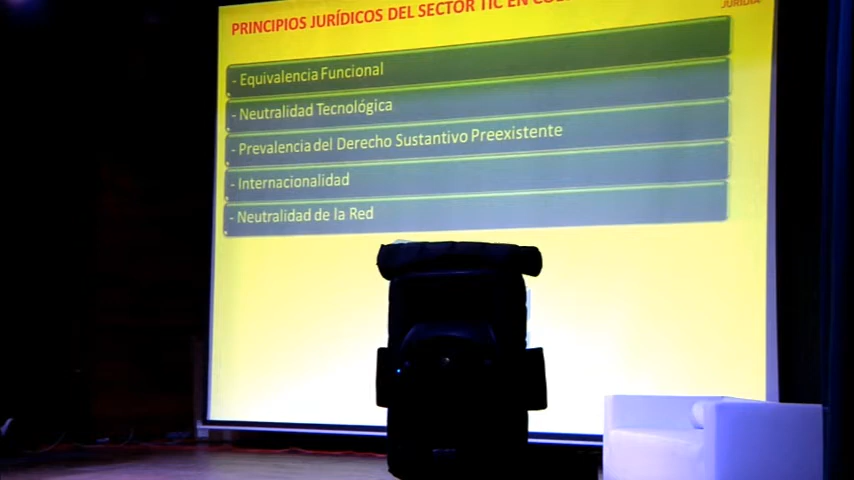 PRINCIPIOS JURÍDICOS DEL SECTOR TIC EN
- Equivalencia Funcional
- Neutralidad Tecnológica
- Prevalencia del Derecho Sustantivo Preexistente
- Internacionalidad
- Neutralidad de la Red